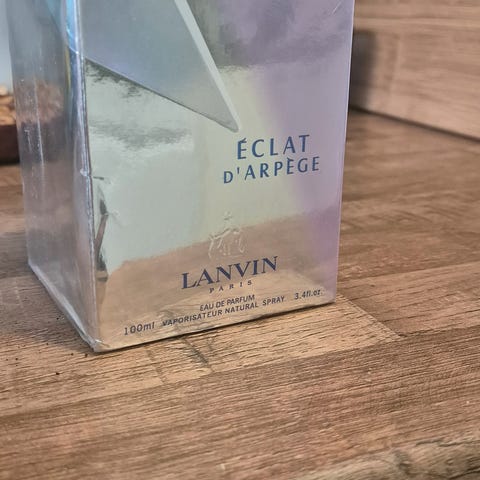 ÉCLAT
D'ARPÈGE
LANVIN
PARIS
EAU DE PARFUM
100ml VAPORISATEUR NATURAL SPRAY 3.4fl.oz.